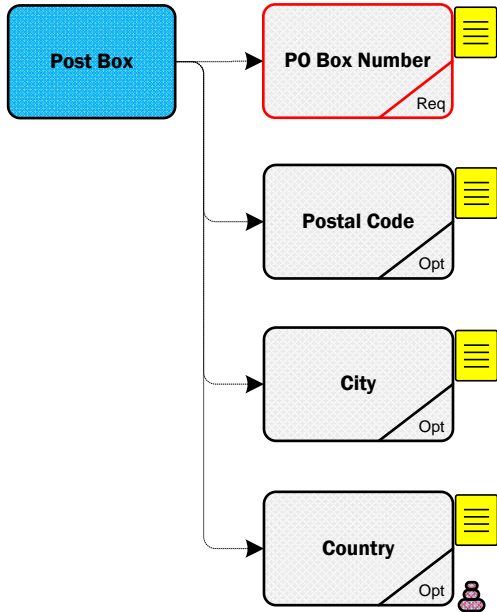 Post Box
PO Box Number
Req
Postal Code
Opt
City
Opt
Country
Opt